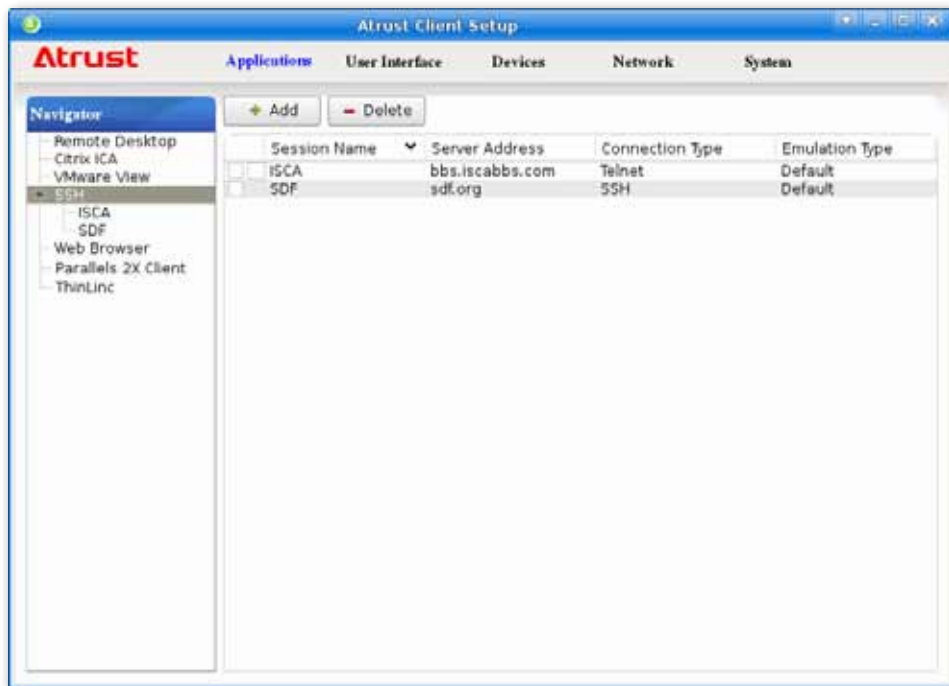 Atrust Client Setup
Atrust
Applications User Interface Devices Network System
Navigator
Remote Desktop
Citrix ICA
VMware View
SSH
ISCA
SDF
Web Browser
Parallels 2X Client
ThinLinc
+ Add - Delete
Session Name Server Address Connection Type Emulation Type
ISCA bbs.iscabbs.com Telnet Default
SDF sdf.org SSH Default